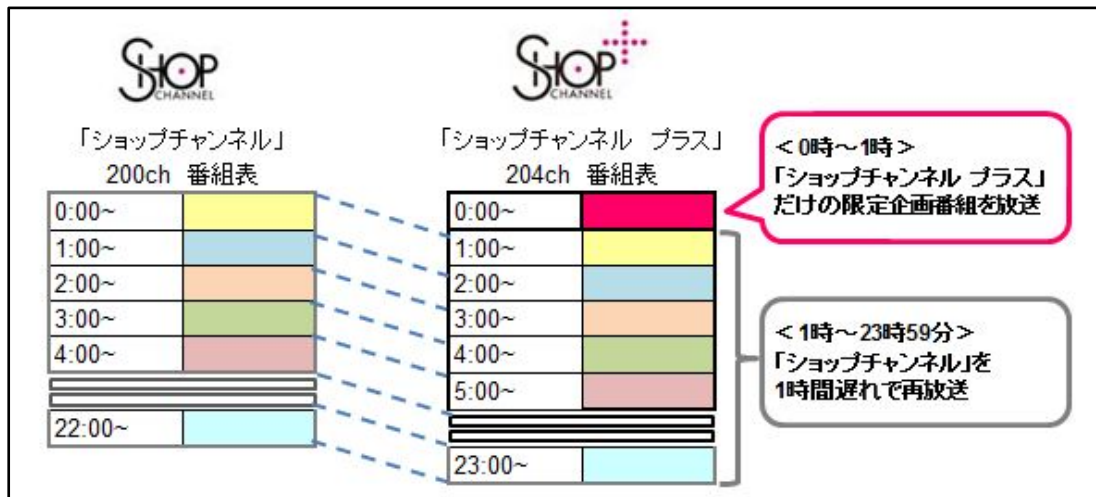 SHOP
CHANNEL
SHOP
CHANNEL
「ショップチャンネル」
200ch 番組表
0:00~
1:00~
2:00~
3:00~
4:00~
22:00~
「ショップチャンネル プラス」
204ch 番組表
0:00~
1:00~
2:00~
3:00~
4:00~
5:00~
23:00~
<0時~1時>
「ショップチャンネル プラス」
だけの限定企画番組を放送
<1時~23時59分>
「ショップチャンネル」を
1時間遅れで再放送